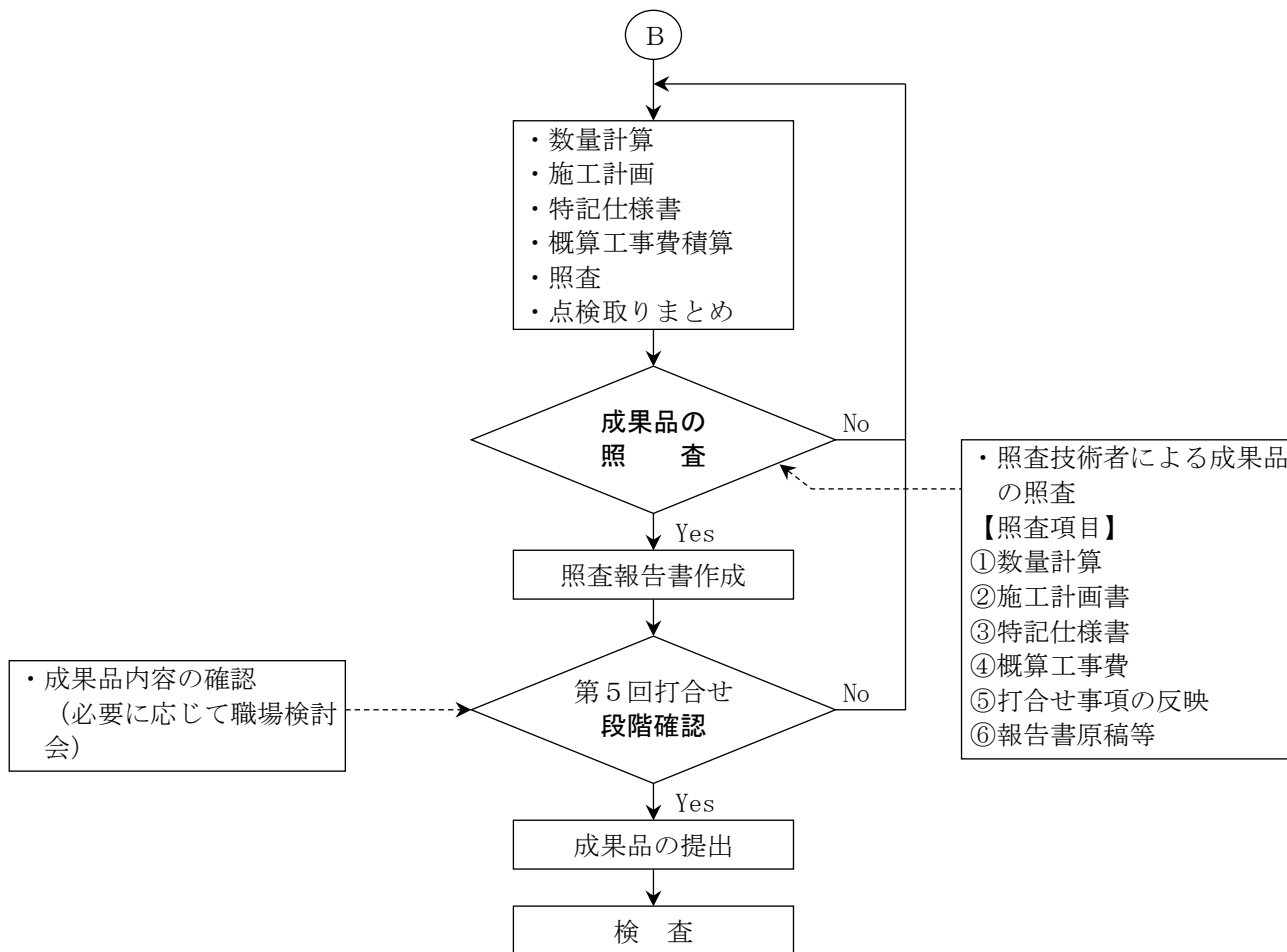 B
・数量計算
・施工計画
・特記仕様書
・概算工事費積算
・照査
・点検取りまとめ
成果品の
照　　査
No
・照査技術者による成果品
の照査
【照査項目】
①数量計算
②施工計画書
③特記仕様書
④概算工事費
⑤打合せ事項の反映
⑥報告書原稿等
Yes
照査報告書作成
・成果品内容の確認
（必要に応じて職場検討
会）
第５回打合せ
段階確認
No
Yes
成果品の提出
検　査